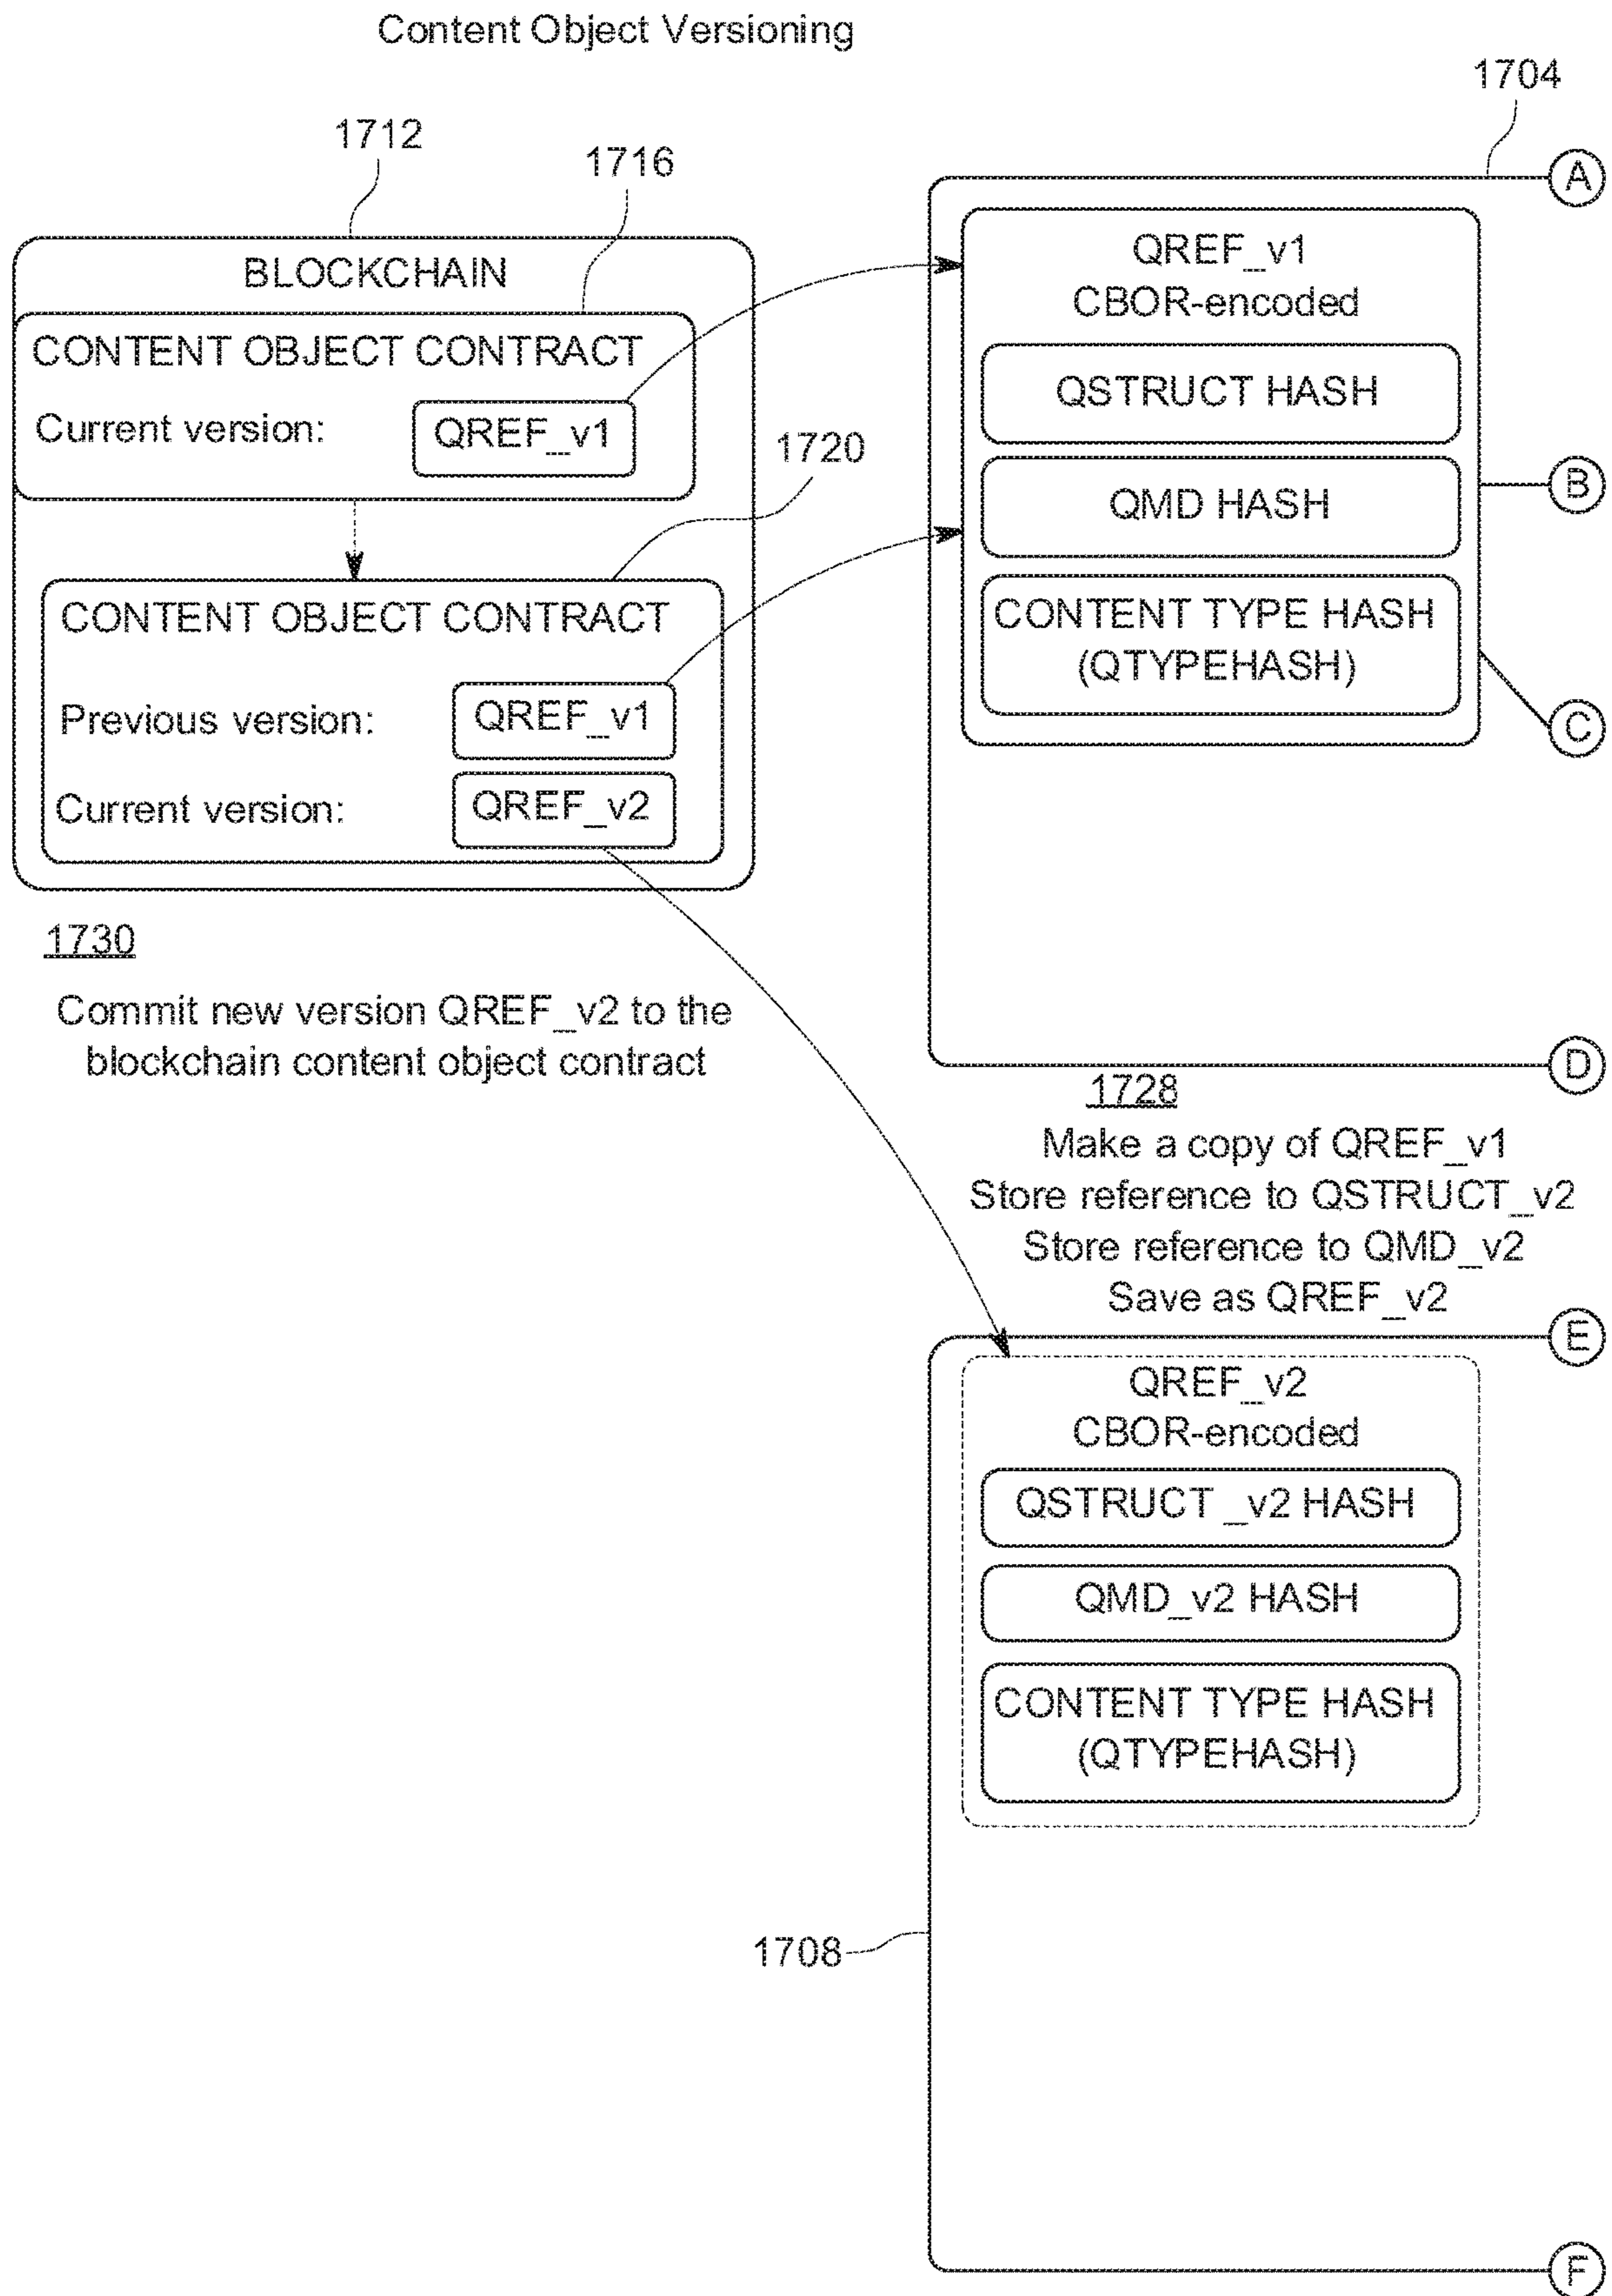 Content Object Versioning
1704
1712
1716
A
BLOCKCHAIN
CONTENT OBJECT CONTRACT
Current version:
QREF_v1
1720
CONTENT OBJECT CONTRACT
Previous version:
QREF_v1
Current version:
QREF_v2
1730
Commit new version QREF_v2 to the
blockchain content object contract
QREF_v1
CBOR-encoded
QSTRUCT HASH
QMD HASH
B
CONTENT TYPE HASH
(QTYPEHASH)
C
D
1728
Make a copy of QREF_v1
Store reference to QSTRUCT_v2
Store reference to QMD_v2
Save as QREF_v2
E
QREF_v2
CBOR-encoded
QSTRUCT _v2 HASH
QMD_v2 HASH
CONTENT TYPE HASH
(QTYPEHASH)
1708
F